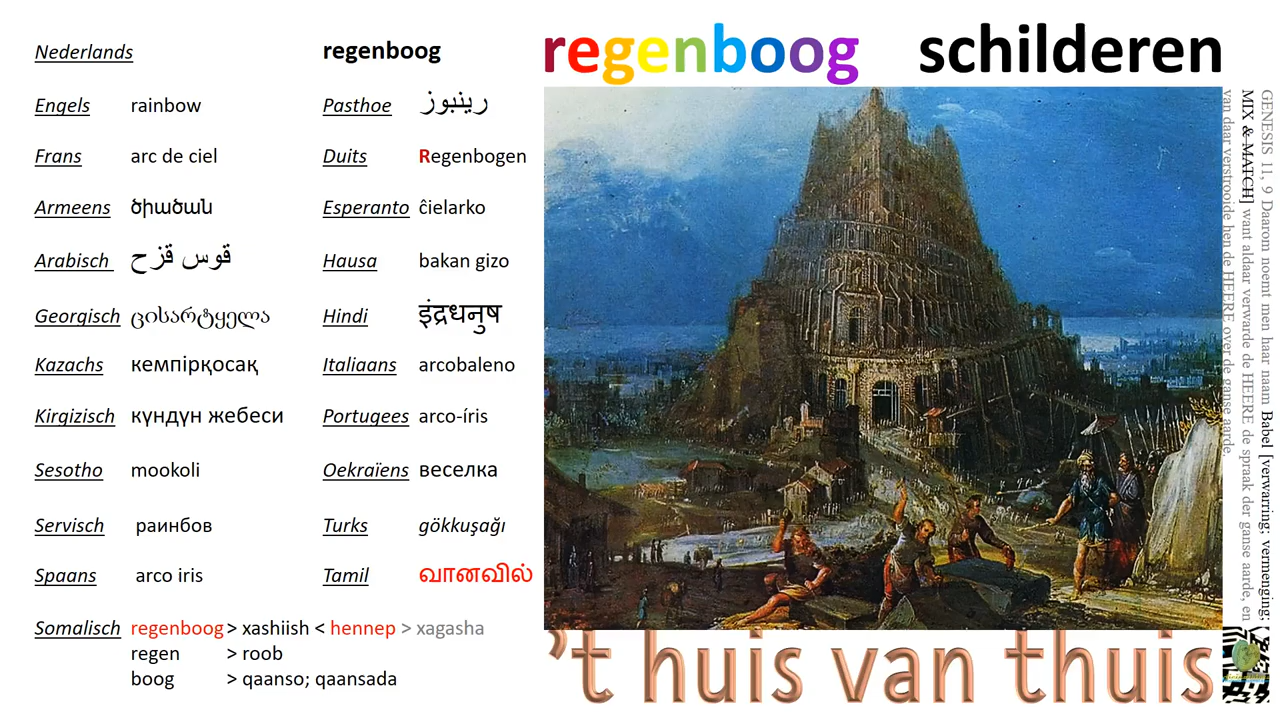 Nederlands regenboog
Engels rainbow Pasthoe رينبوز
Frans arc de ciel Duits Regenbogen
Armeens ծիածան Esperanto ĉielarko
Arabisch قوس قزح Hausa bakan gizo
Georgisch ცისარტყელა Hindi इंद्रधनुष
Kazachs кемпірқосақ Italiaans arcobaleno
Kirgizisch күндүн жебеси Portugees arco-íris
Sesotho mookoli Oekraïens веселка
Servisch раинбов Turks gökkuşağı
Spaans arco iris Tamil வானவில்
Somalisch regenboog > xashiish < hennep > xagasha
regen > roob
boog > qaanso; qaansada
regenboog schilderen
GENESIS 11, 9 Daarom noemt men haar naam Babel [verwarring; vermenging;
MIX & MATCH] want aldaar verwarde de HEERE de spraak der ganse aarde, en
van daar verstrooide hen de HEERE over de ganse aarde.
't huis van thuis